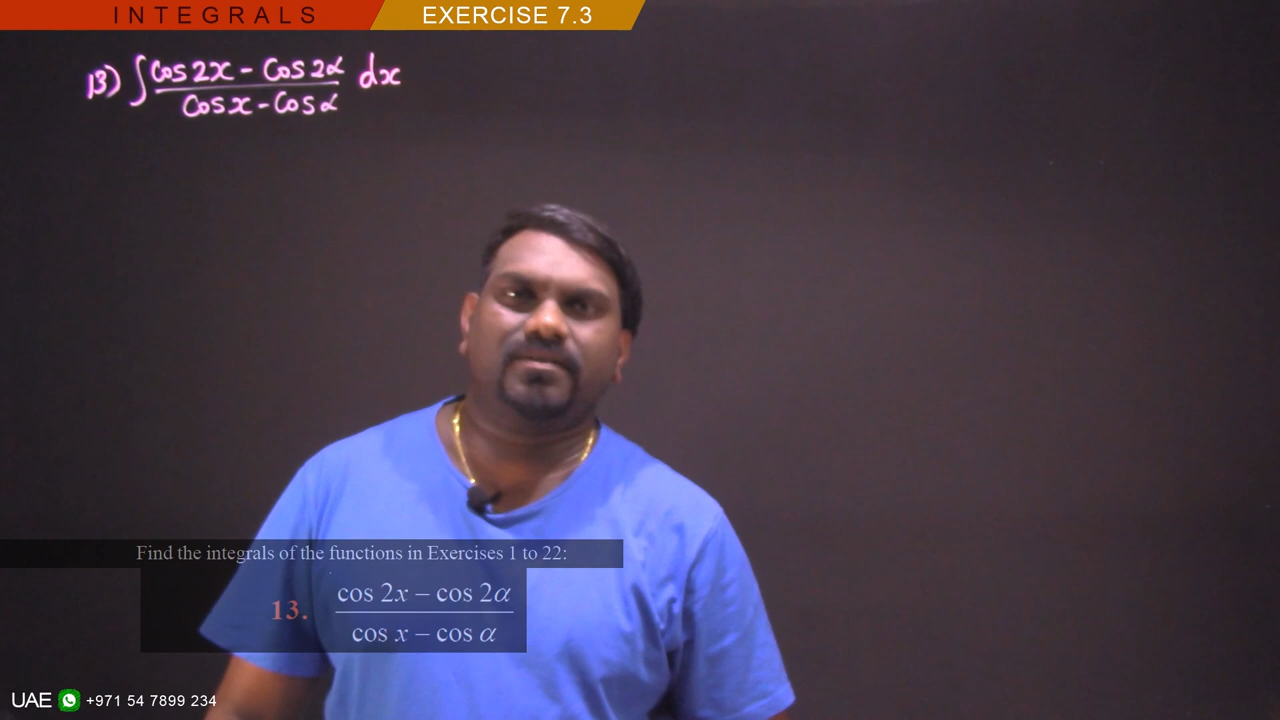 INTEGRALS EXERCISE 7.3
13) ∫ cos 2x - cos 2α / cos x - cos α dx
Find the integrals of the functions in Exercises 1 to 22:
13. cos 2x – cos 2α / cos x – cos α
UAE +971 54 7899 234